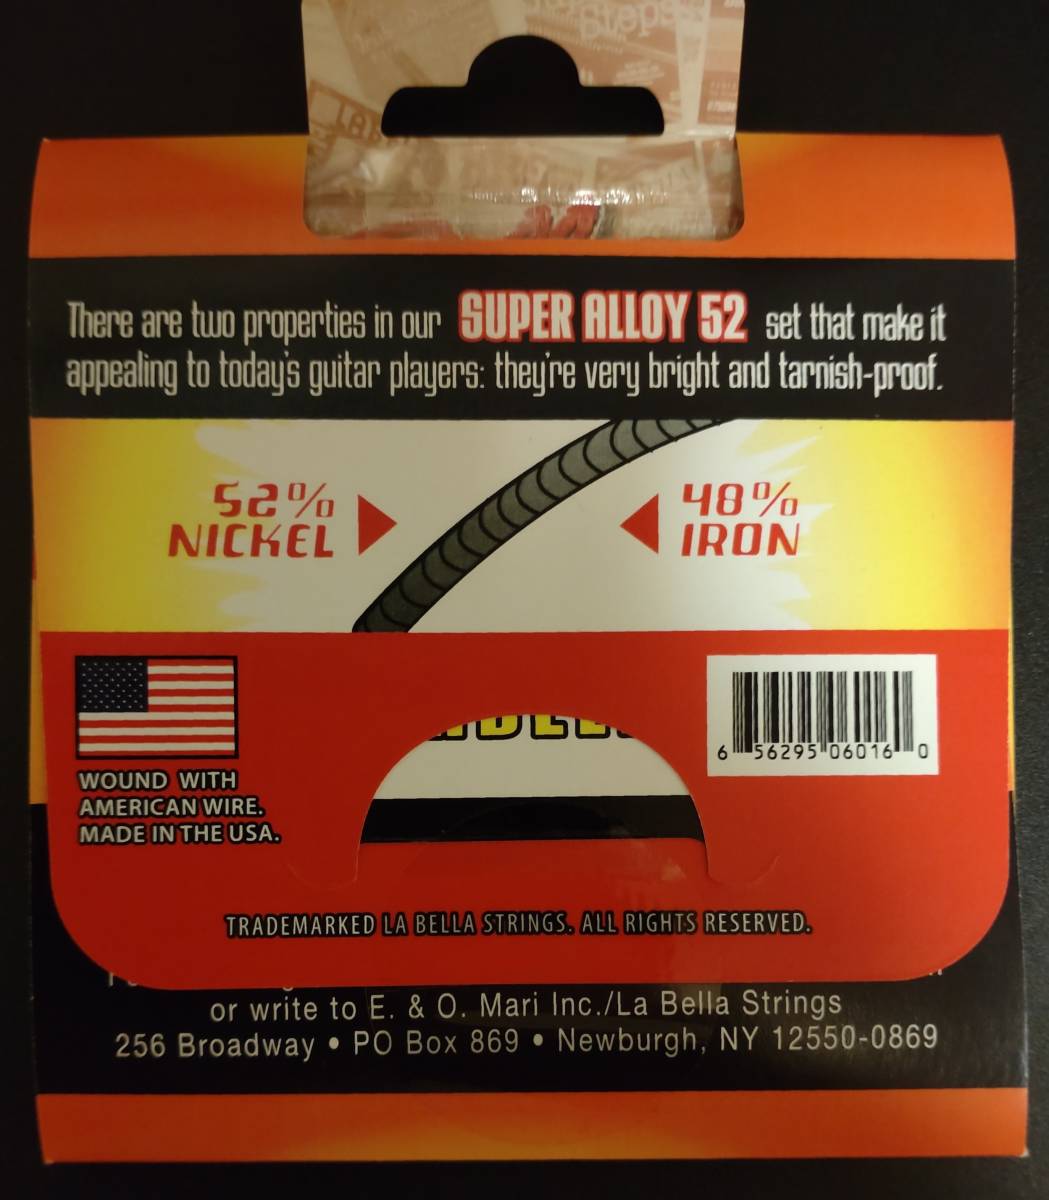 Steps
There are two properties in our SUPER ALLOY 52 set that make it
appealing to today's guitar players: they're very bright and tarnish-proof.
52%
NICKEL
48%
IRON
WOUND WITH
AMERICAN WIRE.
MADE IN THE USA.
6 56295 06016 0
TRADEMARKED LA BELLA STRINGS. ALL RIGHTS RESERVED.
or write to E. & O. Mari Inc./La Bella Strings
256 Broadway • PO Box 869 • Newburgh, NY 12550-0869